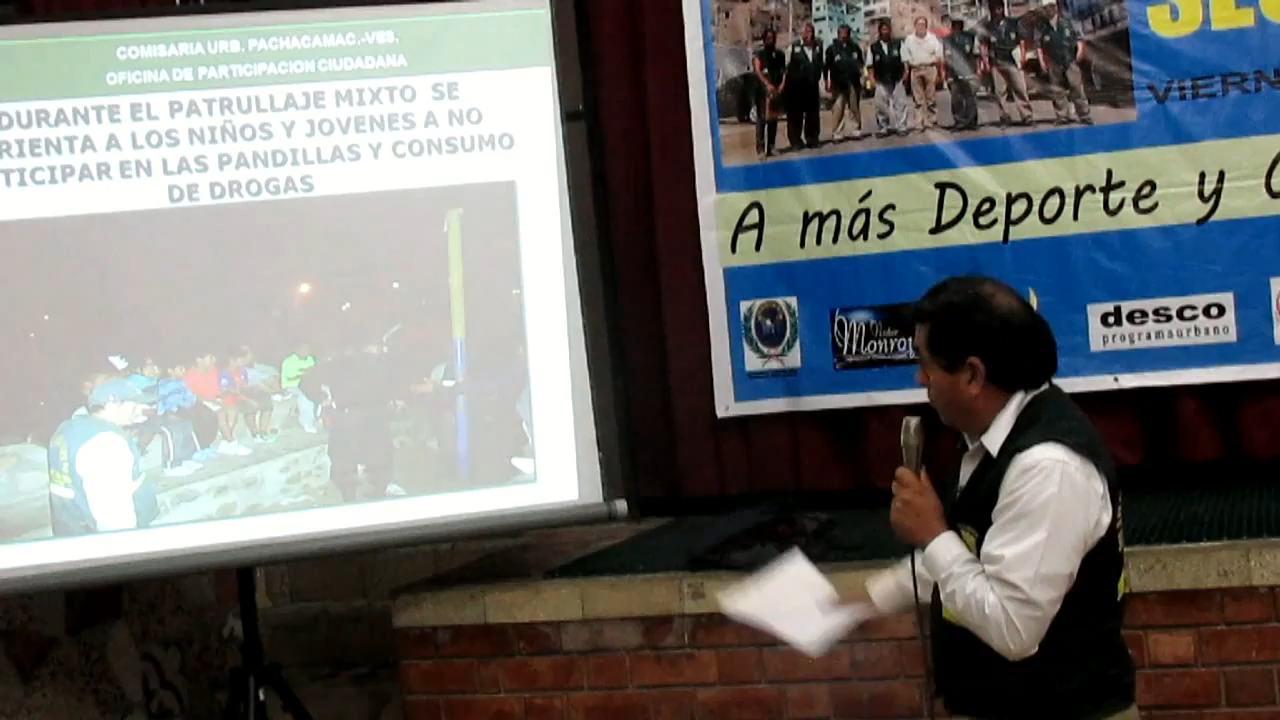 COMISARIA URB. PACHACAMAC.-VES.
OFICINA DE PARTICIPACION CIUDADANA
DURANTE EL PATRULLAJE MIXTO SE
RIENTA A LOS NIÑOS Y JOVENES A NO
TICIPAR EN LAS PANDILLAS Y CONSUMO
DE DROGAS
VIERN
A más Deporte y
Monroy
desco
programaurbano